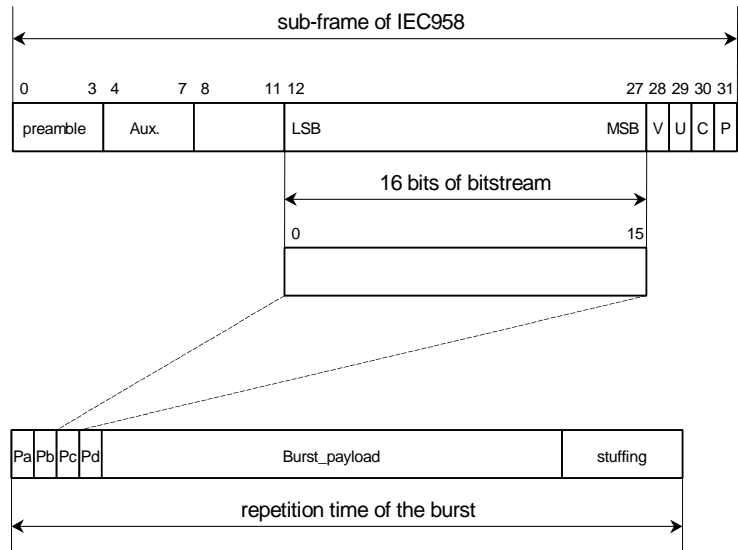 sub-frame of IEC958
0 3 4 7 8 11 12 27 28 29 30 31
preamble Aux. LSB MSB V U C P
16 bits of bitstream
0 15
Pa Pb Pc Pd Burst_payload stuffing
repetition time of the burst